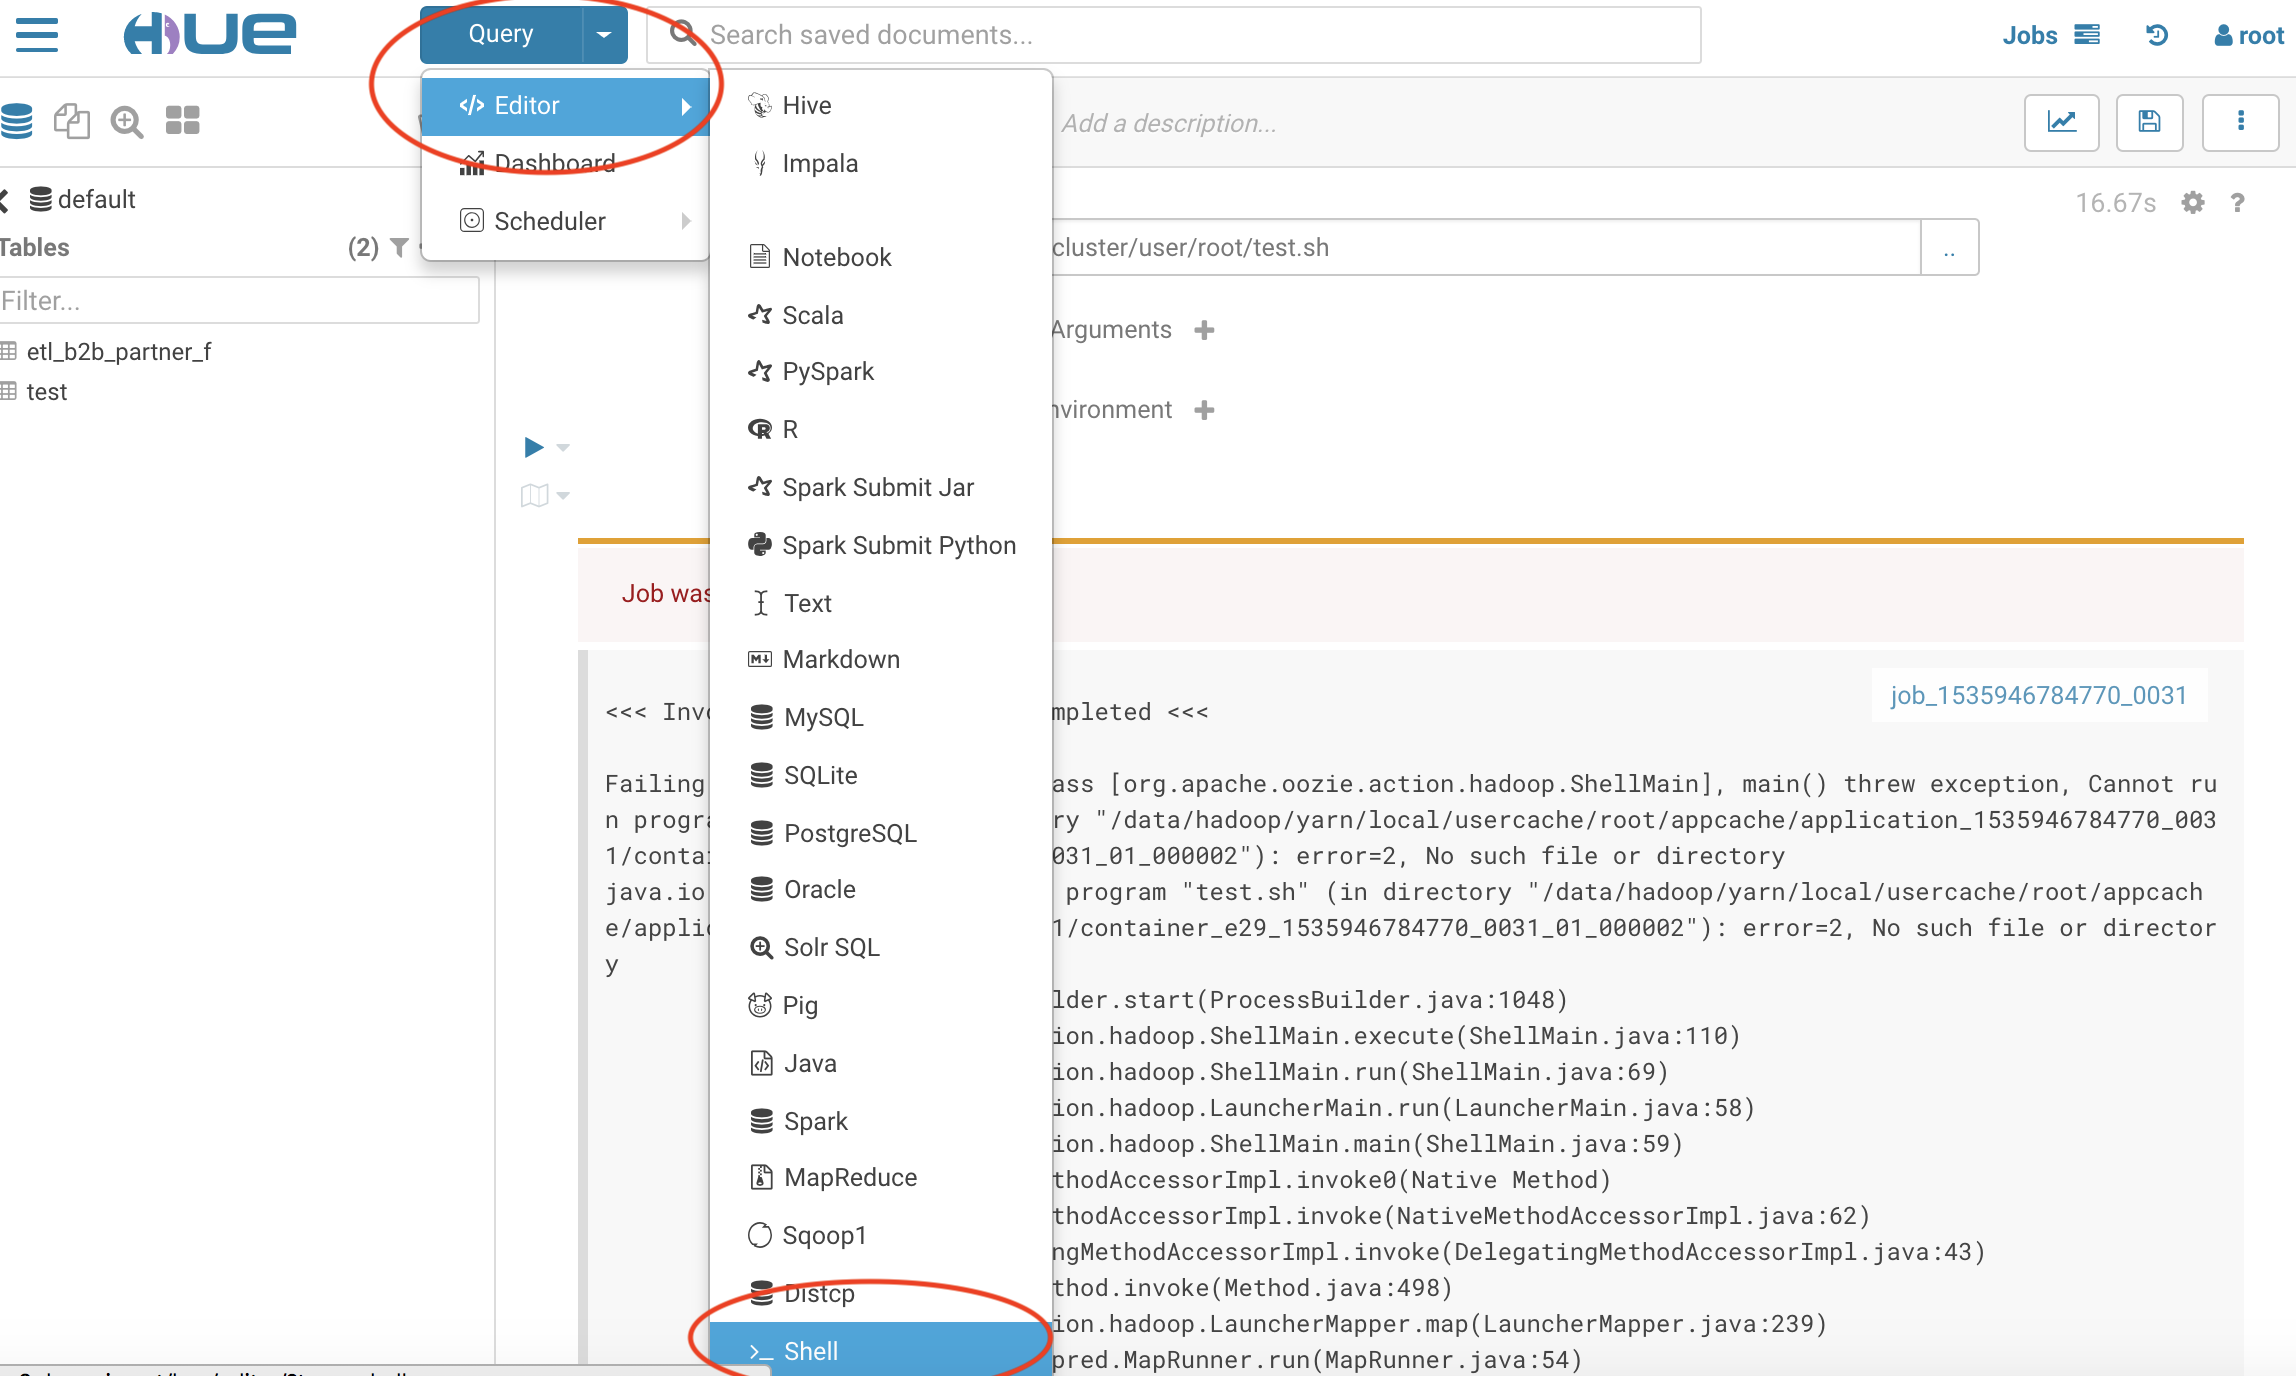 HUE
Query
Search saved documents...
Jobs
root
Editor
Dashboard
Scheduler
Hive
Impala
Notebook
Scala
PySpark
R
Spark Submit Jar
Spark Submit Python
Text
Markdown
MySQL
SQLite
PostgreSQL
Oracle
Solr SQL
Pig
Java
Spark
MapReduce
Sqoop1
Distcp
Shell
Add a description...
default
Tables (2)
Filter...
etl_b2b_partner_f
test
16.67s ?
cluster/user/root/test.sh ..
Arguments
nvironment
Job was
job_1535946784770_0031
<<< Invo mpleted <<<
Failing ass [org.apache.oozie.action.hadoop.ShellMain], main() threw exception, Cannot ru
n progra ry "/data/hadoop/yarn/local/usercache/root/appcache/application_1535946784770_003
1/contai 031_01_000002"): error=2, No such file or directory
java.io program "test.sh" (in directory "/data/hadoop/yarn/local/usercache/root/appcach
e/applic 1/container_e29_1535946784770_0031_01_000002"): error=2, No such file or director
y
lder.start(ProcessBuilder.java:1048)
ion.hadoop.ShellMain.execute(ShellMain.java:110)
ion.hadoop.ShellMain.run(ShellMain.java:69)
ion.hadoop.LauncherMain.run(LauncherMain.java:58)
ion.hadoop.ShellMain.main(ShellMain.java:59)
thodAccessorImpl.invoke0(Native Method)
thodAccessorImpl.invoke(NativeMethodAccessorImpl.java:62)
ngMethodAccessorImpl.invoke(DelegatingMethodAccessorImpl.java:43)
thod.invoke(Method.java:498)
ion.hadoop.LauncherMapper.map(LauncherMapper.java:239)
pred.MapRunner.run(MapRunner.java:54)